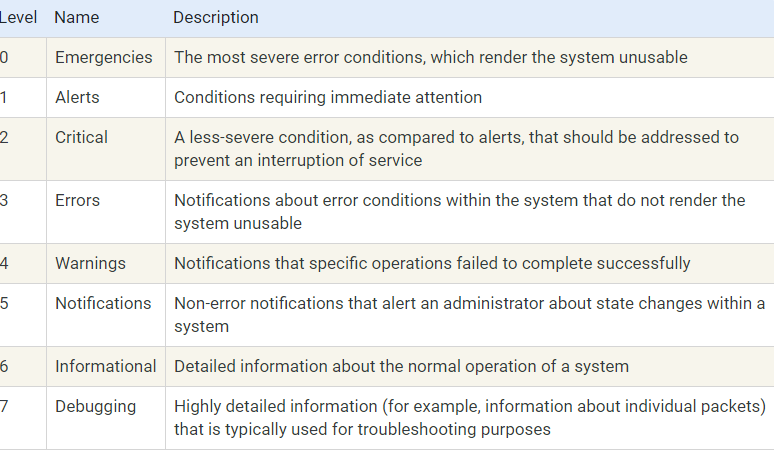 Level Name Description
0 Emergencies The most severe error conditions, which render the system unusable
1 Alerts Conditions requiring immediate attention
2 Critical A less-severe condition, as compared to alerts, that should be addressed to
prevent an interruption of service
3 Errors Notifications about error conditions within the system that do not render the
system unusable
4 Warnings Notifications that specific operations failed to complete successfully
5 Notifications Non-error notifications that alert an administrator about state changes within a
system
6 Informational Detailed information about the normal operation of a system
7 Debugging Highly detailed information (for example, information about individual packets)
that is typically used for troubleshooting purposes